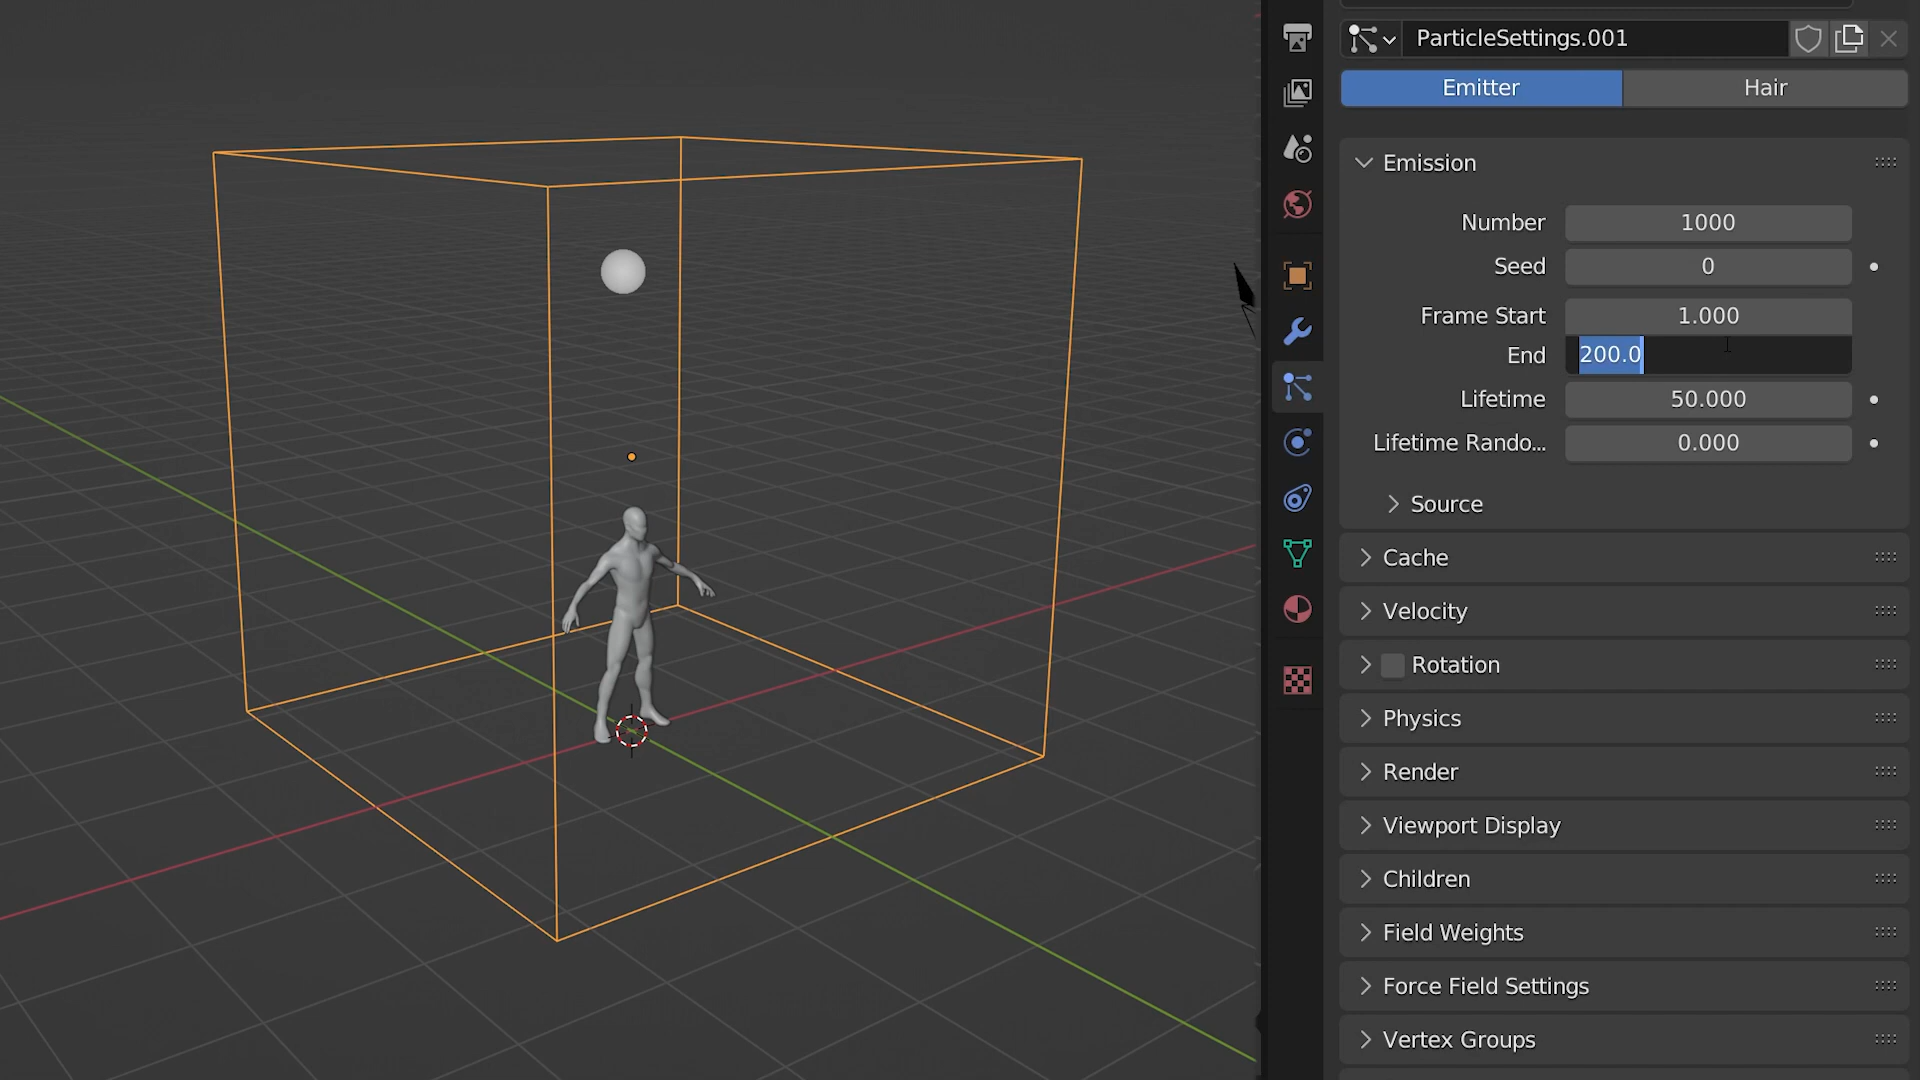 ParticleSettings.001
Emitter Hair
Emission
Number 1000
Seed 0
Frame Start 1.000
End 200.0
Lifetime 50.000
Lifetime Rando... 0.000
Source
Cache
Velocity
Rotation
Physics
Render
Viewport Display
Children
Field Weights
Force Field Settings
Vertex Groups